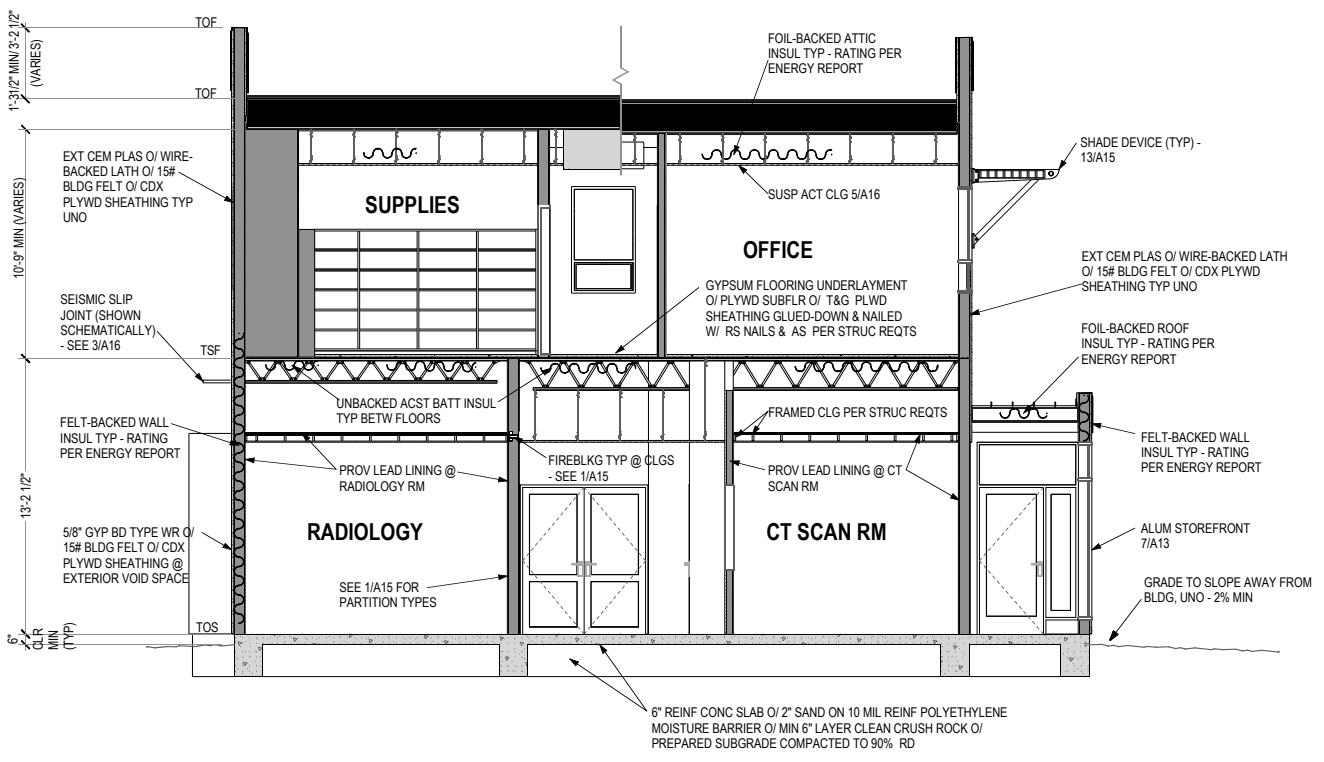 TOF
1'-31/2" MIN/ 3'-2 1/2"
(VARIES)
TOF
FOIL-BACKED ATTIC
INSUL TYP - RATING PER
ENERGY REPORT
EXT CEM PLAS O/ WIRE-
BACKED LATH O/ 15#
BLDG FELT O/ CDX
PLYWD SHEATHING TYP
UNO
SHADE DEVICE (TYP) -
13/A15
SUSP ACT CLG 5/A16
SUPPLIES
OFFICE
10'-9" MIN (VARIES)
EXT CEM PLAS O/ WIRE-BACKED LATH
O/ 15# BLDG FELT O/ CDX PLYWD
SHEATHING TYP UNO
GYPSUM FLOORING UNDERLAYMENT
O/ PLYWD SUBFLR O/ T&G PLWD
SHEATHING GLUED-DOWN & NAILED
W/ RS NAILS & AS PER STRUC REQTS
SEISMIC SLIP
JOINT (SHOWN
SCHEMATICALLY)
- SEE 3/A16
FOIL-BACKED ROOF
INSUL TYP - RATING PER
ENERGY REPORT
TSF
UNBACKED ACST BATT INSUL
TYP BETW FLOORS
FRAMED CLG PER STRUC REQTS
FELT-BACKED WALL
INSUL TYP - RATING
PER ENERGY REPORT
FELT-BACKED WALL
INSUL TYP - RATING
PER ENERGY REPORT
PROV LEAD LINING @
RADIOLOGY RM
FIREBLKG TYP @ CLGS
- SEE 1/A15
PROV LEAD LINING @ CT
SCAN RM
13'-2 1/2"
RADIOLOGY
CT SCAN RM
5/8" GYP BD TYPE WR O/
15# BLDG FELT O/ CDX
PLYWD SHEATHING @
EXTERIOR VOID SPACE
ALUM STOREFRONT
7/A13
SEE 1/A15 FOR
PARTITION TYPES
GRADE TO SLOPE AWAY FROM
BLDG, UNO - 2% MIN
TOS
6"
CLR
MIN
(TYP)
6" REINF CONC SLAB O/ 2" SAND ON 10 MIL REINF POLYETHYLENE
MOISTURE BARRIER O/ MIN 6" LAYER CLEAN CRUSH ROCK O/
PREPARED SUBGRADE COMPACTED TO 90% RD